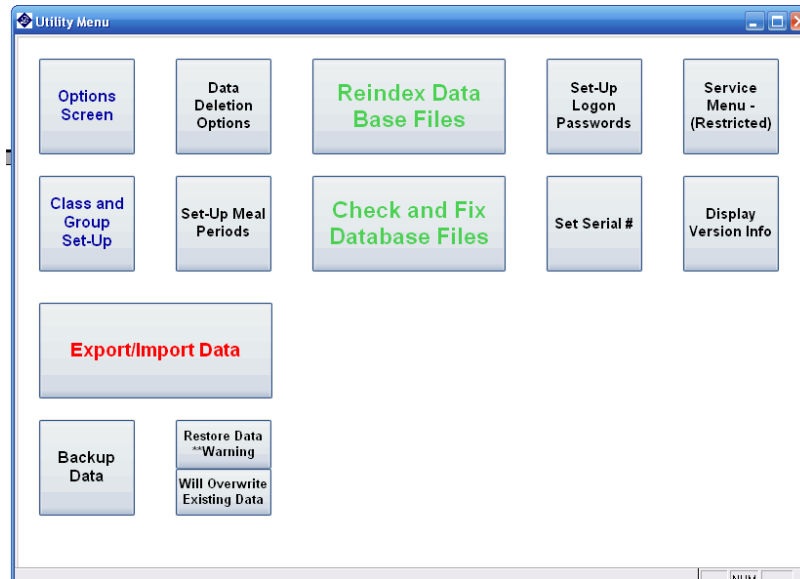 Utility Menu
Options
Screen
Data
Deletion
Options
Reindex Data
Base Files
Set-Up
Logon
Passwords
Service
Menu -
(Restricted)
Class and
Group
Set-Up
Set-Up Meal
Periods
Check and Fix
Database Files
Set Serial #
Display
Version Info
Export/Import Data
Backup
Data
Restore Data
**Warning
Will Overwrite
Existing Data
NUM